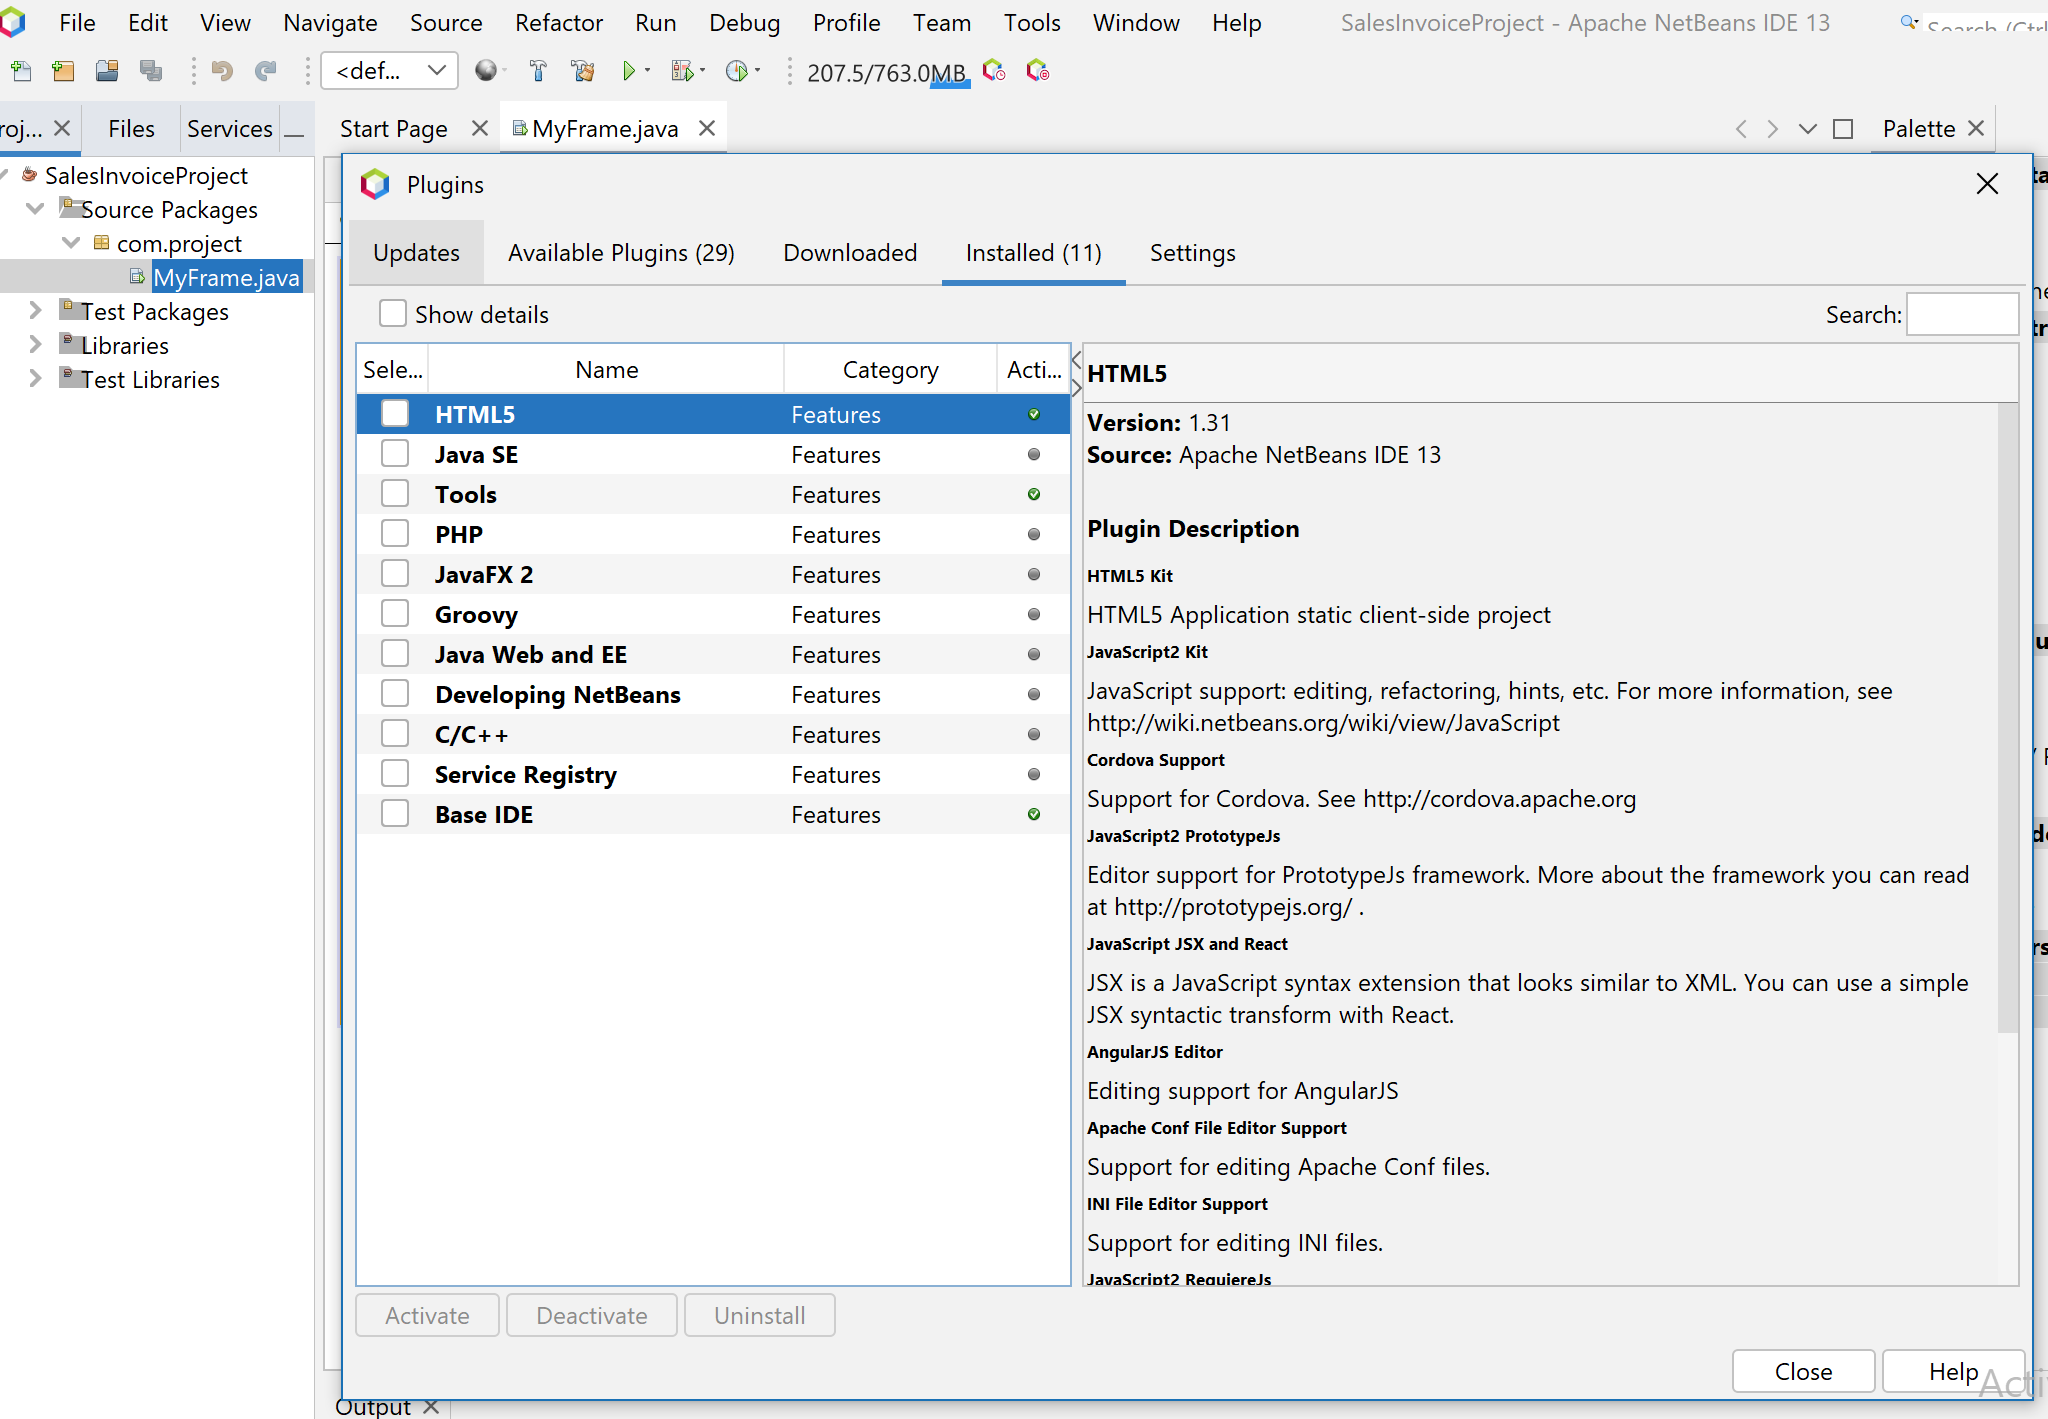 File Edit View Navigate Source Refactor Run Debug Profile Team Tools Window Help SalesInvoiceProject - Apache NetBeans IDE 13 Search (Ctrl
<def... 207.5/763.0MB
roj... Files Services Start Page MyFrame.java Palette
SalesInvoiceProject
Source Packages
com.project
MyFrame.java
Test Packages
Libraries
Test Libraries
Plugins
Updates Available Plugins (29) Downloaded Installed (11) Settings
Show details Search:
Sele... Name Category Acti...
HTML5 Features
Java SE Features
Tools Features
PHP Features
JavaFX 2 Features
Groovy Features
Java Web and EE Features
Developing NetBeans Features
C/C++ Features
Service Registry Features
Base IDE Features
HTML5
Version: 1.31
Source: Apache NetBeans IDE 13
Plugin Description
HTML5 Kit
HTML5 Application static client-side project
JavaScript2 Kit
JavaScript support: editing, refactoring, hints, etc. For more information, see
http://wiki.netbeans.org/wiki/view/JavaScript
Cordova Support
Support for Cordova. See http://cordova.apache.org
JavaScript2 PrototypeJs
Editor support for PrototypeJs framework. More about the framework you can read
at http://prototypejs.org/ .
JavaScript JSX and React
JSX is a JavaScript syntax extension that looks similar to XML. You can use a simple
JSX syntactic transform with React.
AngularJS Editor
Editing support for AngularJS
Apache Conf File Editor Support
Support for editing Apache Conf files.
INI File Editor Support
Support for editing INI files.
JavaScript2 RequiereJs
Activate Deactivate Uninstall
Close Help
Output